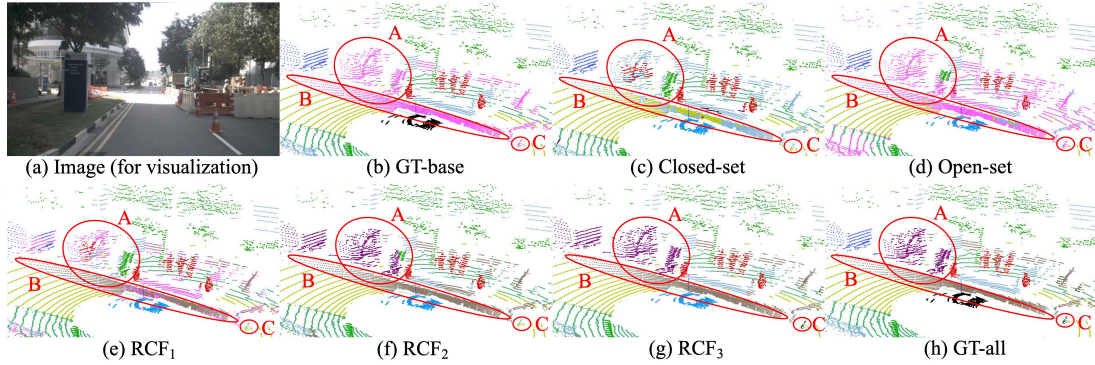 A
B
C
A
B
C
A
B
C
(a) Image (for visualization)
(b) GT-base
(c) Closed-set
(d) Open-set
A
B
C
A
B
C
A
B
C
A
B
C
(e) RCF₁
(f) RCF₂
(g) RCF₃
(h) GT-all